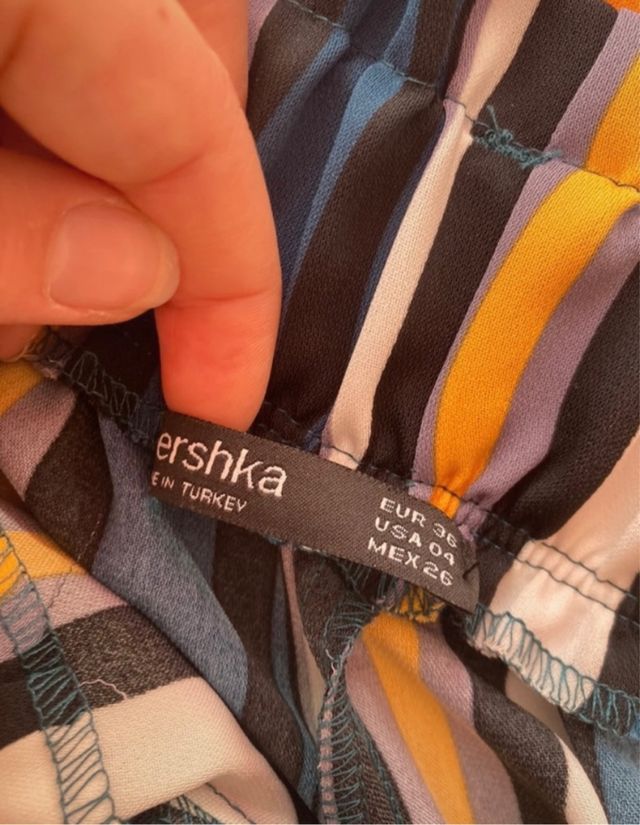 ershka
E IN TURKEY
EUR 36
USA 04
MEX 26